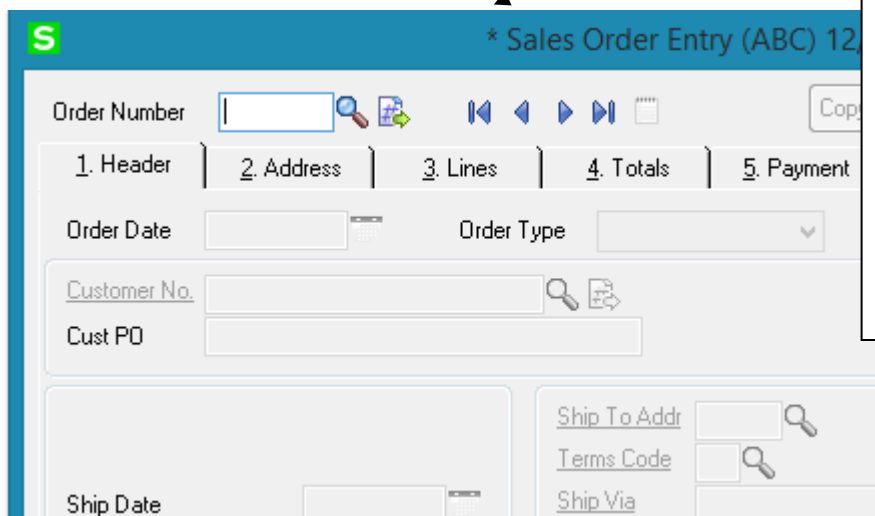 S * Sales Order Entry (ABC) 12/
Order Number Copy
1. Header 2. Address 3. Lines 4. Totals 5. Payment
Order Date Order Type
Customer No.
Cust PO
Ship To Addr
Terms Code
Ship Date Ship Via